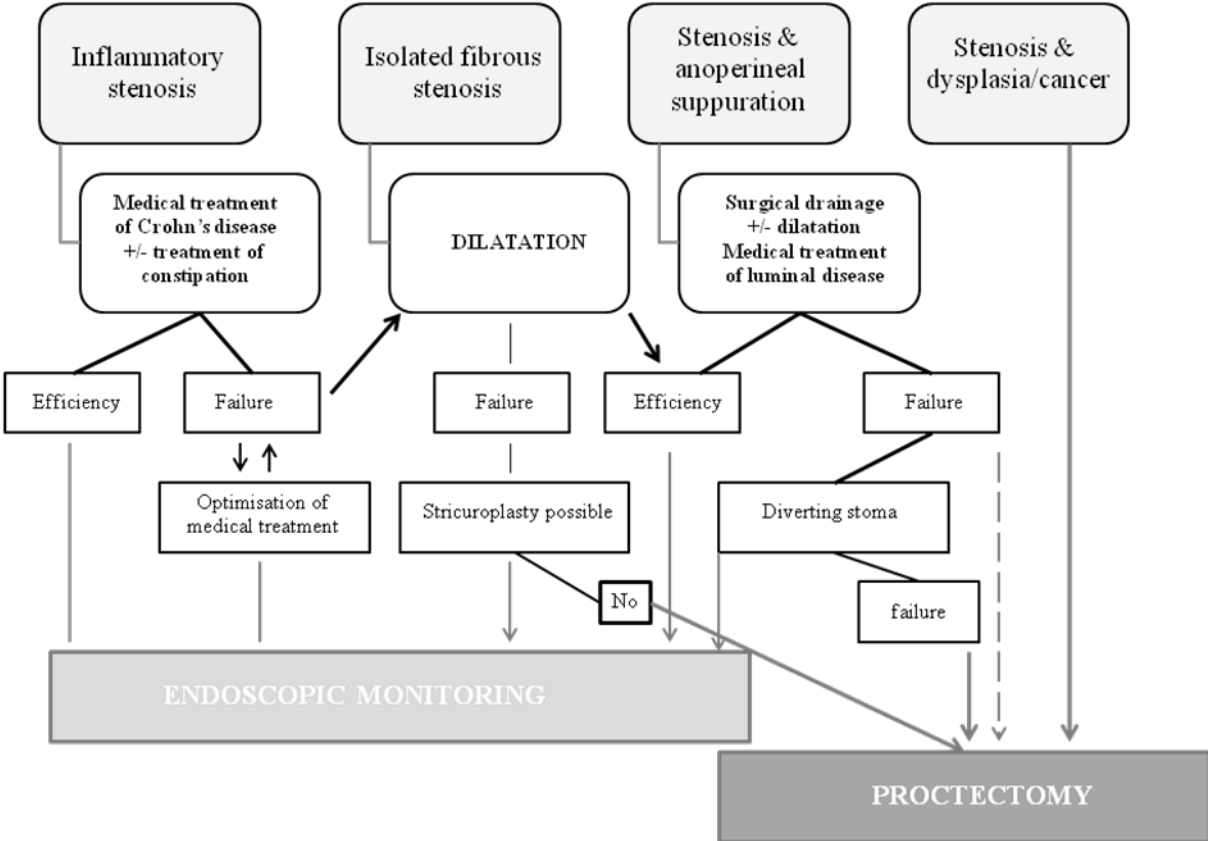 Inflammatory
stenosis
Isolated fibrous
stenosis
Stenosis &
anoperineal
suppuration
Stenosis &
dysplasia/cancer
Medical treatment
of Crohn's disease
+/- treatment of
constipation
DILATATION
Surgical drainage
+/- dilatation
Medical treatment
of luminal disease
Efficiency
Failure
Failure
Efficiency
Failure
Optimisation of
medical treatment
Stricuroplasty possible
Diverting stoma
No
failure
ENDOSCOPIC MONITORING
PROCTECTOMY